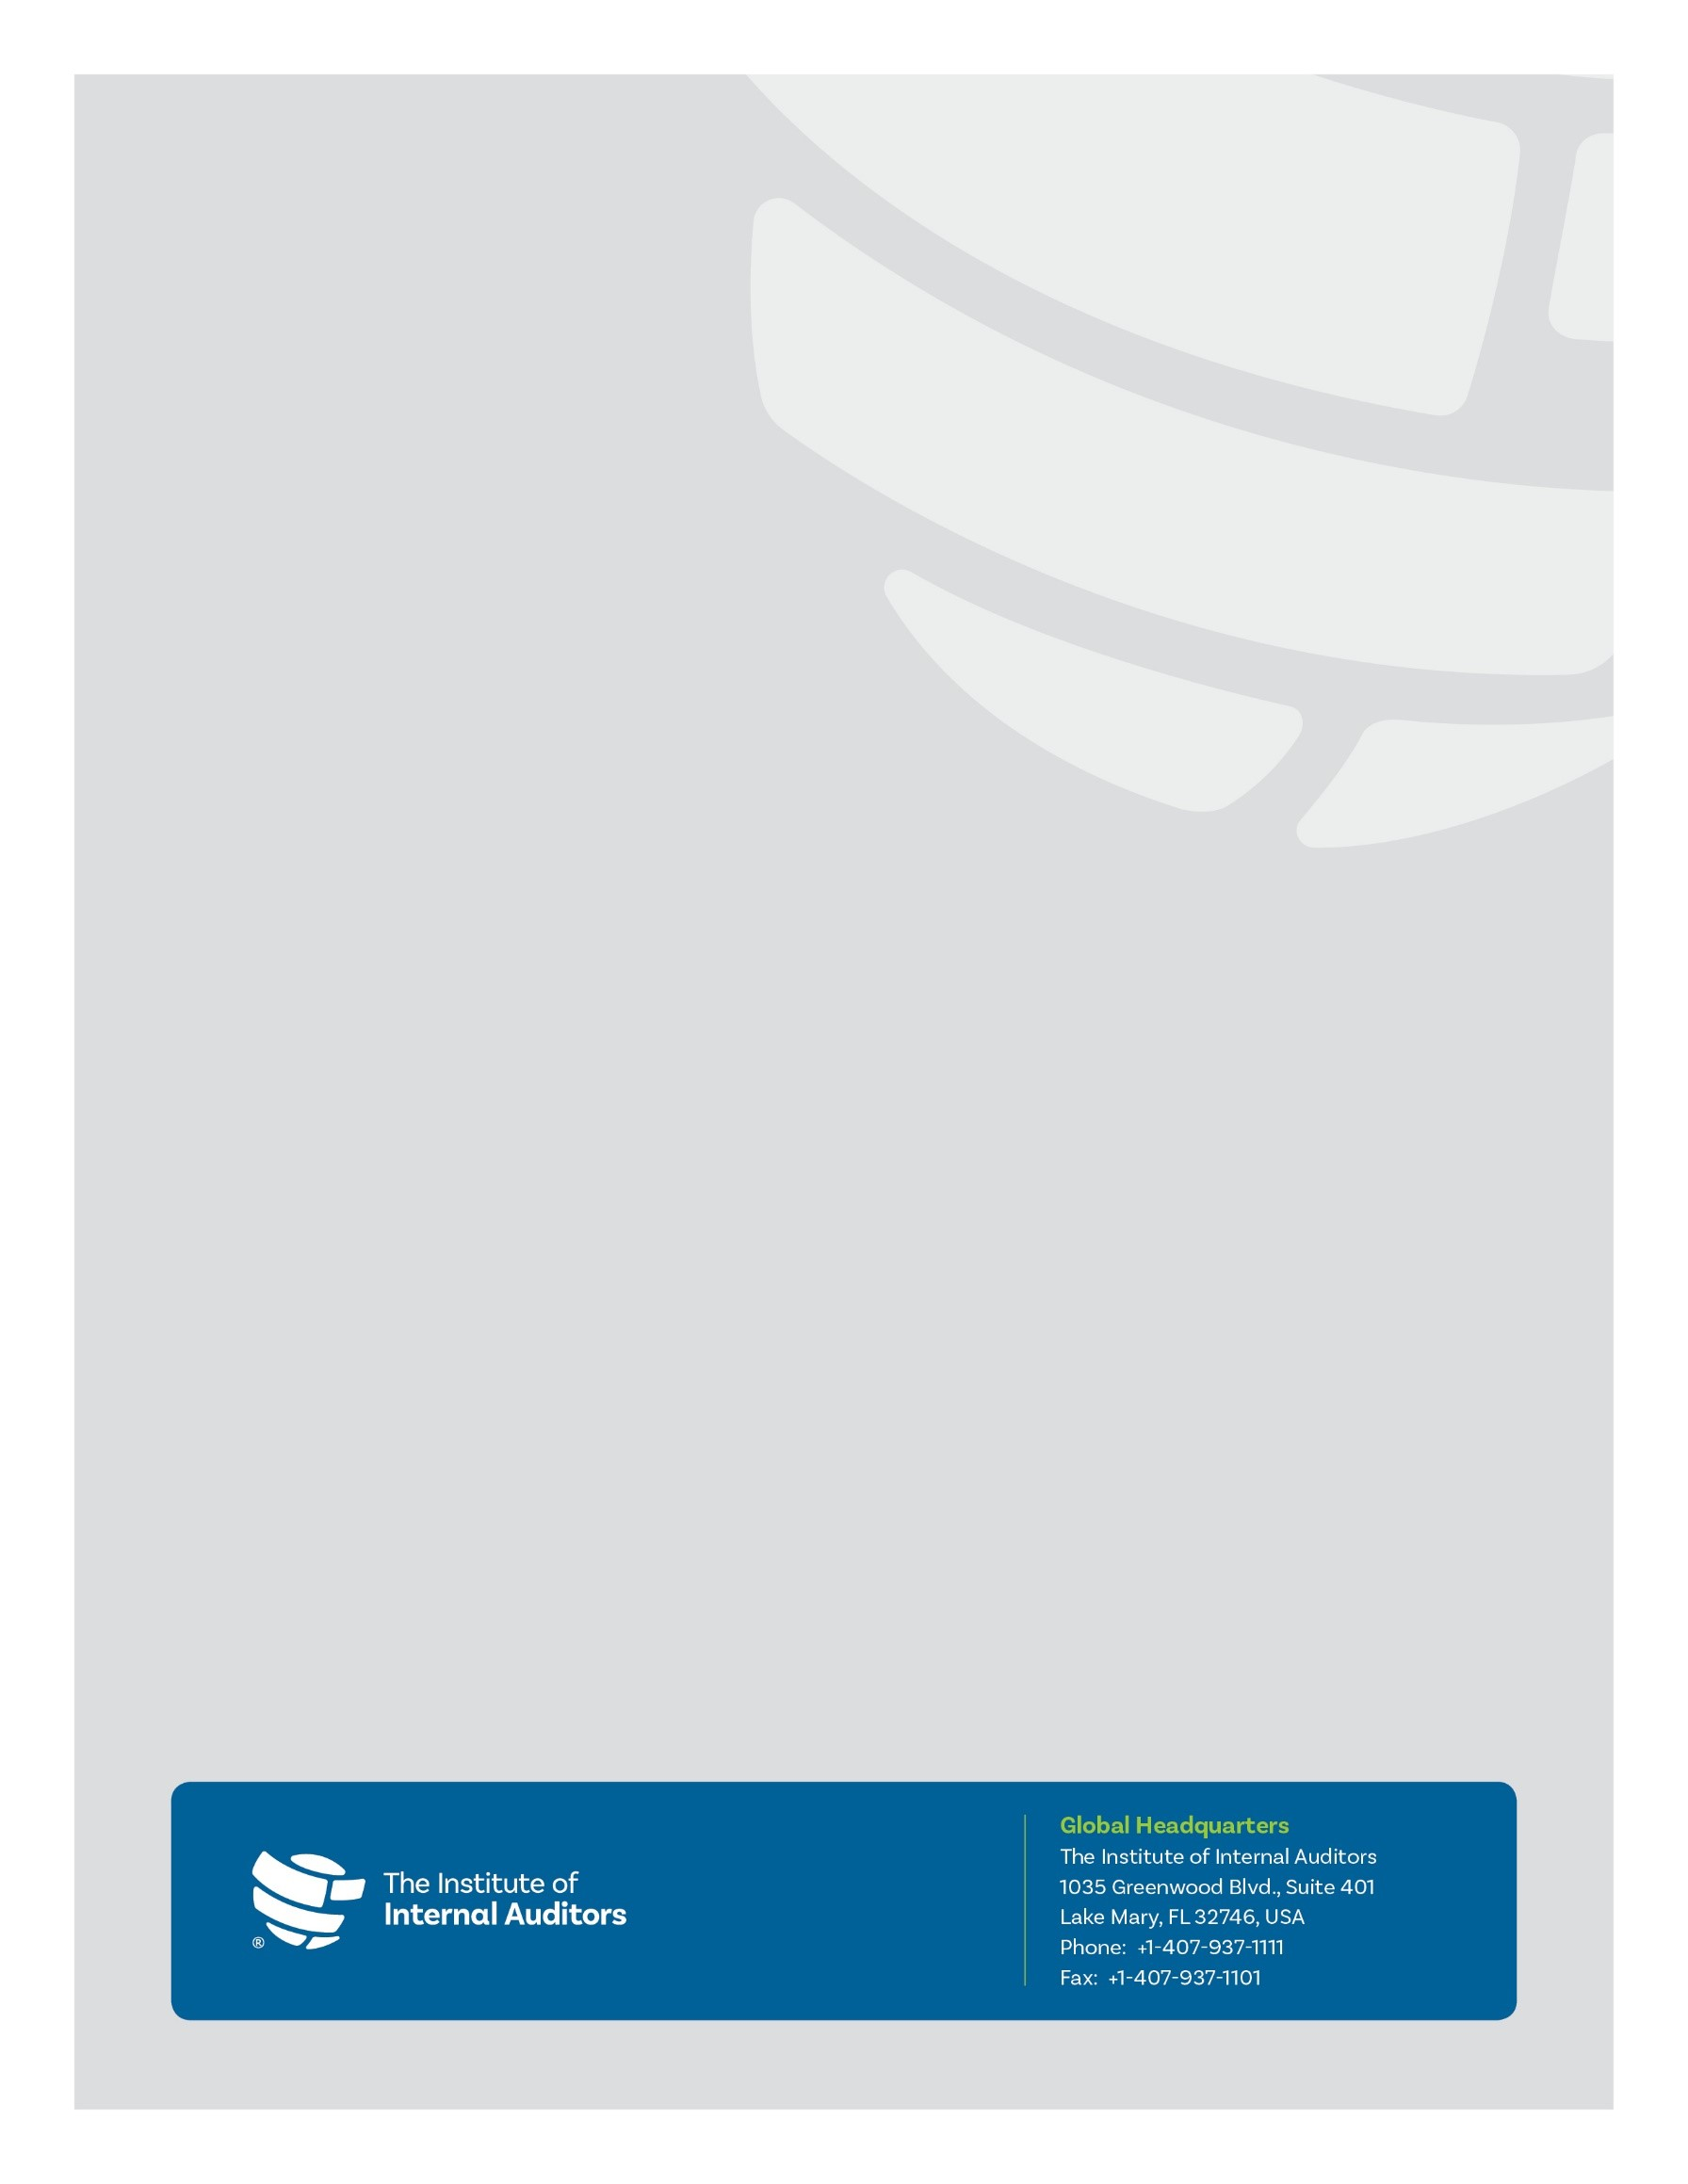 The Institute of
Internal Auditors
®
Global Headquarters
The Institute of Internal Auditors
1035 Greenwood Blvd., Suite 401
Lake Mary, FL 32746, USA
Phone:  +1-407-937-1111
Fax:  +1-407-937-1101